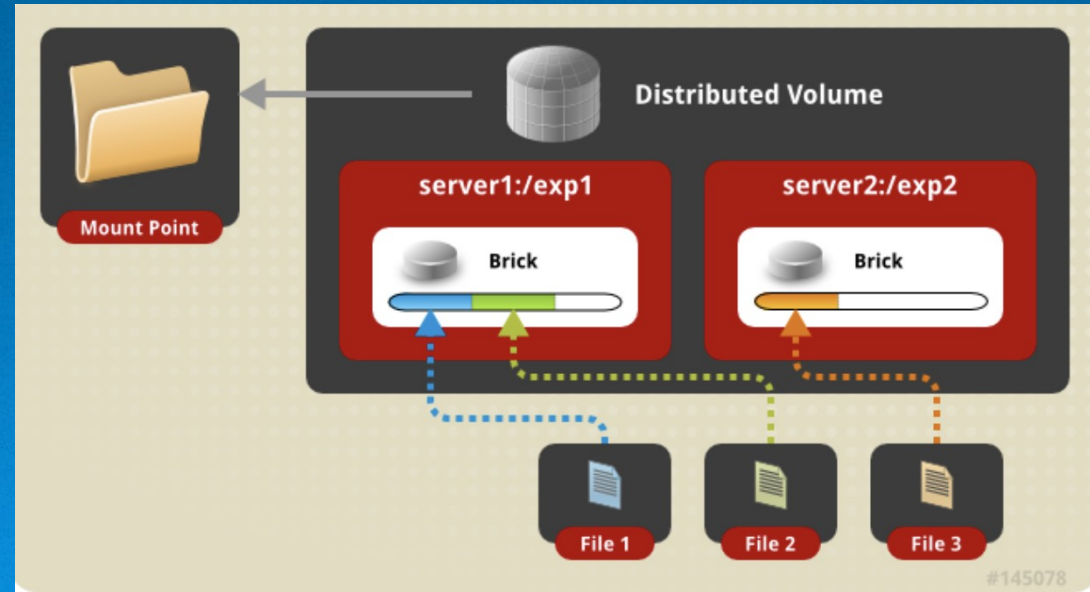 Distributed Volume
server1:/exp1
server2:/exp2
Mount Point
Brick
Brick
File 1
File 2
File 3
#145078